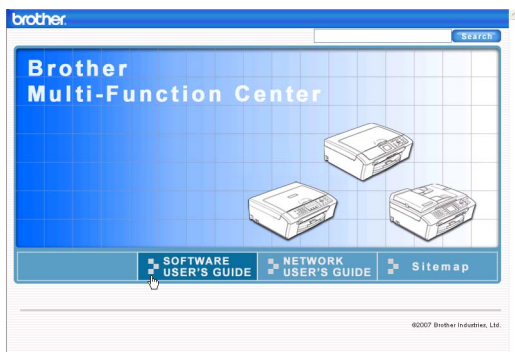 brother
Search
Brother
Multi-Function Center
SOFTWARE
USER'S GUIDE
NETWORK
USER'S GUIDE
Sitemap
©2007 Brother Industries, Ltd.